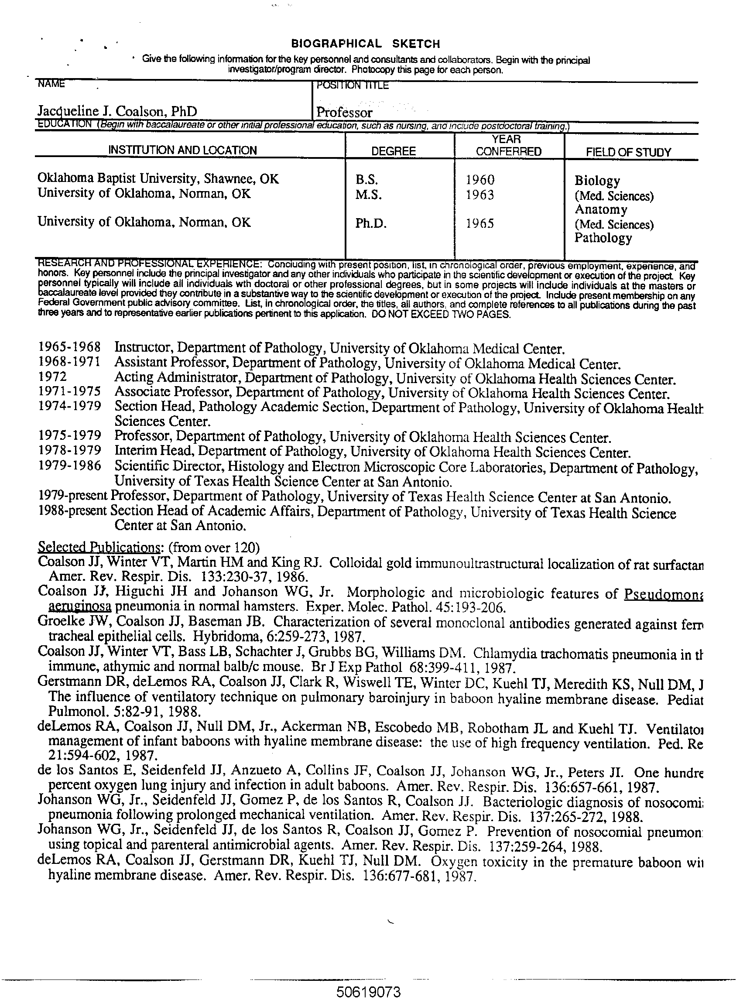 BIOGRAPHICAL SKETCH
Give the following information for the key personnel and consultants and collaborators. Begin with the principal
investigator/program director. Photocopy this page for each person.
NAME POSITION TITLE
Jacqueline J. Coalson, PhD Professor
EDUCATION (Begin with baccalaureate or other initial professional education, such as nursing, and include postdoctoral training.)
INSTITUTION AND LOCATION DEGREE YEAR CONFERRED FIELD OF STUDY
Oklahoma Baptist University, Shawnee, OK B.S. 1960 Biology
University of Oklahoma, Norman, OK M.S. 1963 (Med. Sciences)
Anatomy
University of Oklahoma, Norman, OK Ph.D. 1965 (Med. Sciences)
Pathology
RESEARCH AND PROFESSIONAL EXPERIENCE: Concluding with present position, list, in chronological order, previous employment, experience, and
honors. Key personnel include the principal investigator and any other individuals who participate in the scientific development or execution of the project. Key
personnel typically will include all individuals wth doctoral or other professional degrees, but in some projects will include individuals at the masters or
baccalaureate level provided they contribute in a substantive way to the scientific development or execution of the project. Include present membership on any
Federal Government public advisory committee. List, in chronological order, the titles, all authors, and complete references to all publications during the past
three years and to representative earlier publications pertinent to this application. DO NOT EXCEED TWO PAGES.
1965-1968 Instructor, Department of Pathology, University of Oklahoma Medical Center.
1968-1971 Assistant Professor, Department of Pathology, University of Oklahoma Medical Center.
1972 Acting Administrator, Department of Pathology, University of Oklahoma Health Sciences Center.
1971-1975 Associate Professor, Department of Pathology, University of Oklahoma Health Sciences Center.
1974-1979 Section Head, Pathology Academic Section, Department of Pathology, University of Oklahoma Health
Sciences Center.
1975-1979 Professor, Department of Pathology, University of Oklahoma Health Sciences Center.
1978-1979 Interim Head, Department of Pathology, University of Oklahoma Health Sciences Center.
1979-1986 Scientific Director, Histology and Electron Microscopic Core Laboratories, Department of Pathology,
University of Texas Health Science Center at San Antonio.
1979-present Professor, Department of Pathology, University of Texas Health Science Center at San Antonio.
1988-present Section Head of Academic Affairs, Department of Pathology, University of Texas Health Science
Center at San Antonio.
Selected Publications: (from over 120)
Coalson JJ, Winter VT, Martin HM and King RJ. Colloidal gold immunoultrastructural localization of rat surfactan
Amer. Rev. Respir. Dis. 133:230-37, 1986.
Coalson JJ, Higuchi JH and Johanson WG, Jr. Morphologic and microbiologic features of Pseudomona
aeruginosa pneumonia in normal hamsters. Exper. Molec. Pathol. 45:193-206.
Groelke JW, Coalson JJ, Baseman JB. Characterization of several monoclonal antibodies generated against ferr
tracheal epithelial cells. Hybridoma, 6:259-273, 1987.
Coalson JJ, Winter VT, Bass LB, Schachter J, Grubbs BG, Williams DM. Chlamydia trachomatis pneumonia in th
immune, athymic and normal balb/c mouse. Br J Exp Pathol 68:399-411, 1987.
Gerstmann DR, deLemos RA, Coalson JJ, Clark R, Wiswell TE, Winter DC, Kuehl TJ, Meredith KS, Null DM, J
The influence of ventilatory technique on pulmonary baroinjury in baboon hyaline membrane disease. Pediat
Pulmonol. 5:82-91, 1988.
deLemos RA, Coalson JJ, Null DM, Jr., Ackerman NB, Escobedo MB, Robotham JL and Kuehl TJ. Ventilator
management of infant baboons with hyaline membrane disease: the use of high frequency ventilation. Ped. Re
21:594-602, 1987.
de los Santos E, Seidenfeld JJ, Anzueto A, Collins JF, Coalson JJ, Johanson WG, Jr., Peters JI. One hundre
percent oxygen lung injury and infection in adult baboons. Amer. Rev. Respir. Dis. 136:657-661, 1987.
Johanson WG, Jr., Seidenfeld JJ, Gomez P, de los Santos R, Coalson JJ. Bacteriologic diagnosis of nosocomi
pneumonia following prolonged mechanical ventilation. Amer. Rev. Respir. Dis. 137:265-272, 1988.
Johanson WG, Jr., Seidenfeld JJ, de los Santos R, Coalson JJ, Gomez P. Prevention of nosocomial pneumon
using topical and parenteral antimicrobial agents. Amer. Rev. Respir. Dis. 137:259-264, 1988.
deLemos RA, Coalson JJ, Gerstmann DR, Kuehl TJ, Null DM. Oxygen toxicity in the premature baboon wit
hyaline membrane disease. Amer. Rev. Respir. Dis. 136:677-681, 1987.
50619073